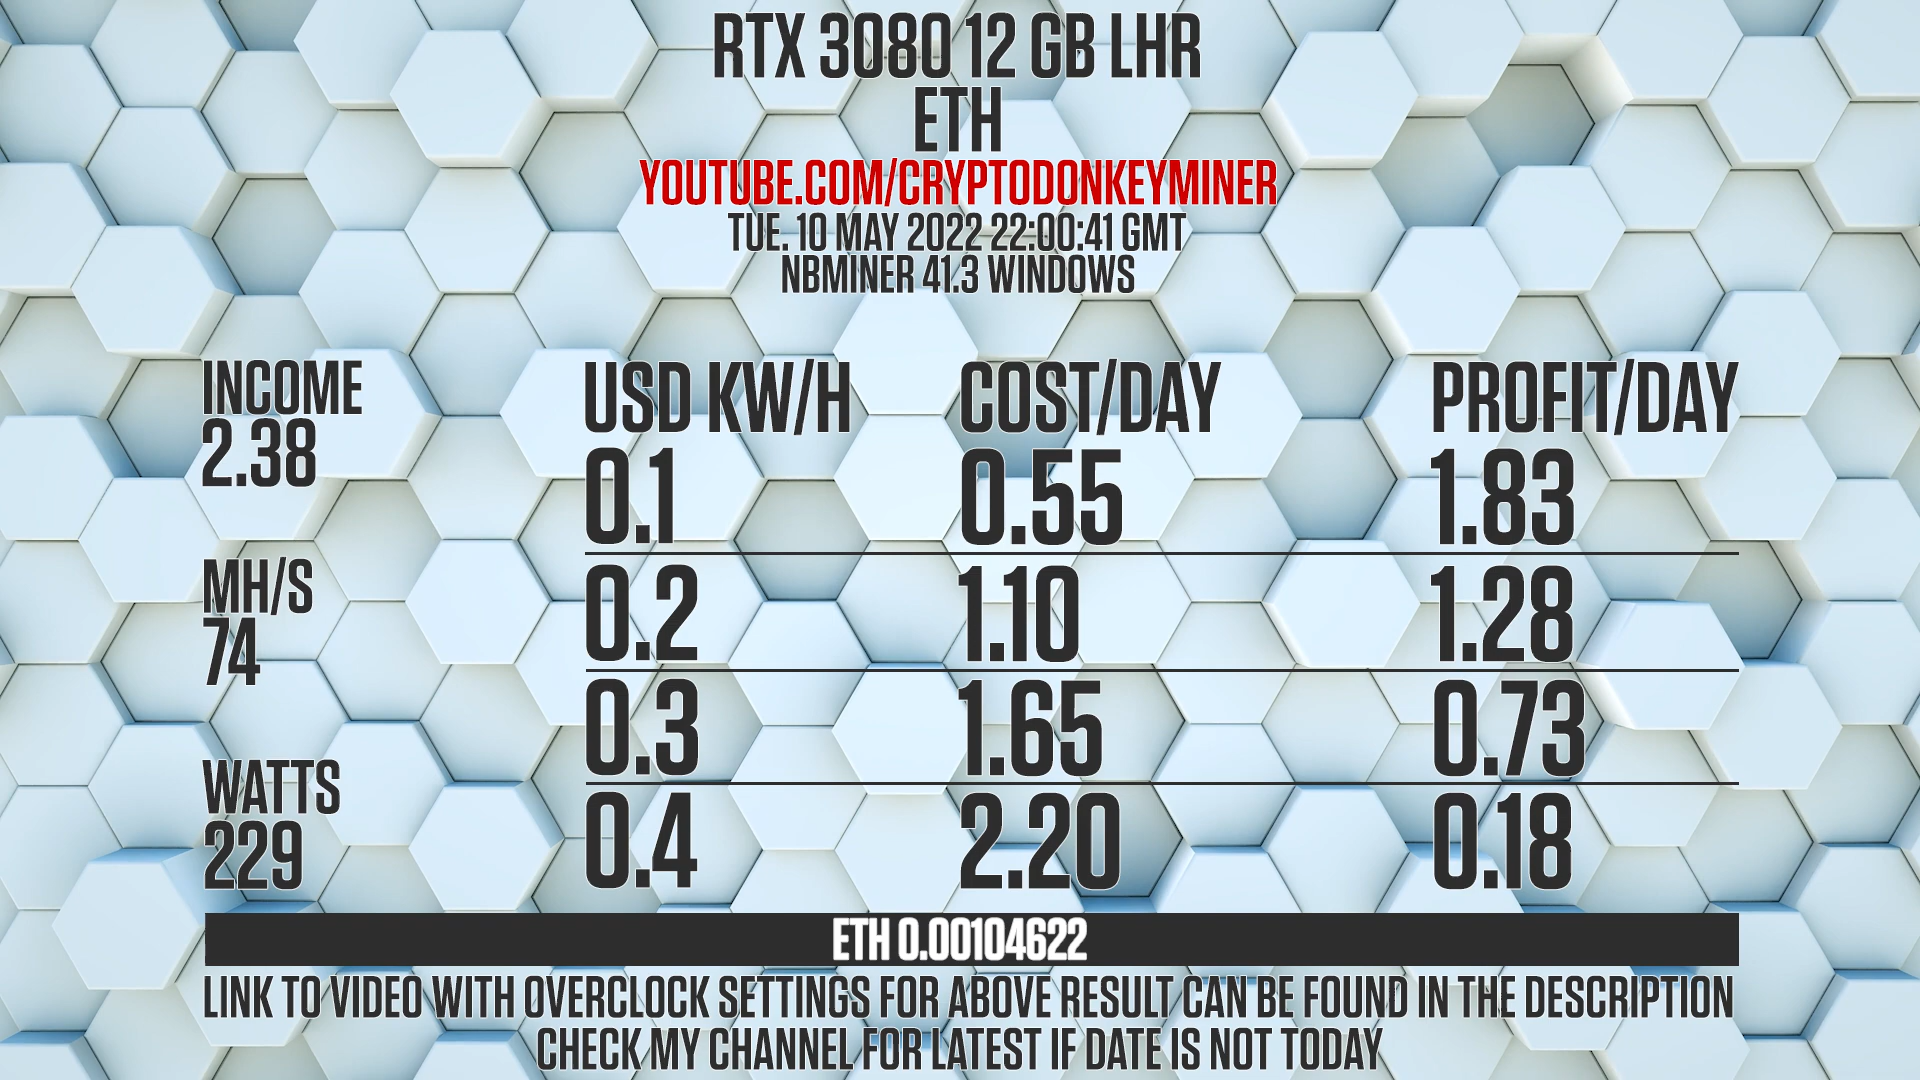 RTX 3080 12 GB LHR
ETH
YOUTUBE.COM/CRYPTODONKEYMINER
TUE. 10 MAY 2022 22:00:41 GMT
NBMINER 41.3 WINDOWS
INCOME
2.38
MH/S
74
WATTS
229
USD KW/H COST/DAY PROFIT/DAY
0.1 0.55 1.83
0.2 1.10 1.28
0.3 1.65 0.73
0.4 2.20 0.18
ETH 0.00104622
LINK TO VIDEO WITH OVERCLOCK SETTINGS FOR ABOVE RESULT CAN BE FOUND IN THE DESCRIPTION
CHECK MY CHANNEL FOR LATEST IF DATE IS NOT TODAY